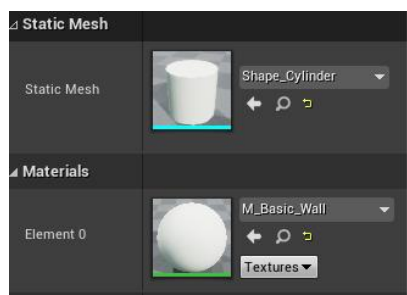 Static Mesh
Static Mesh
Shape_Cylinder
Materials
Element 0
M_Basic_Wall
Textures